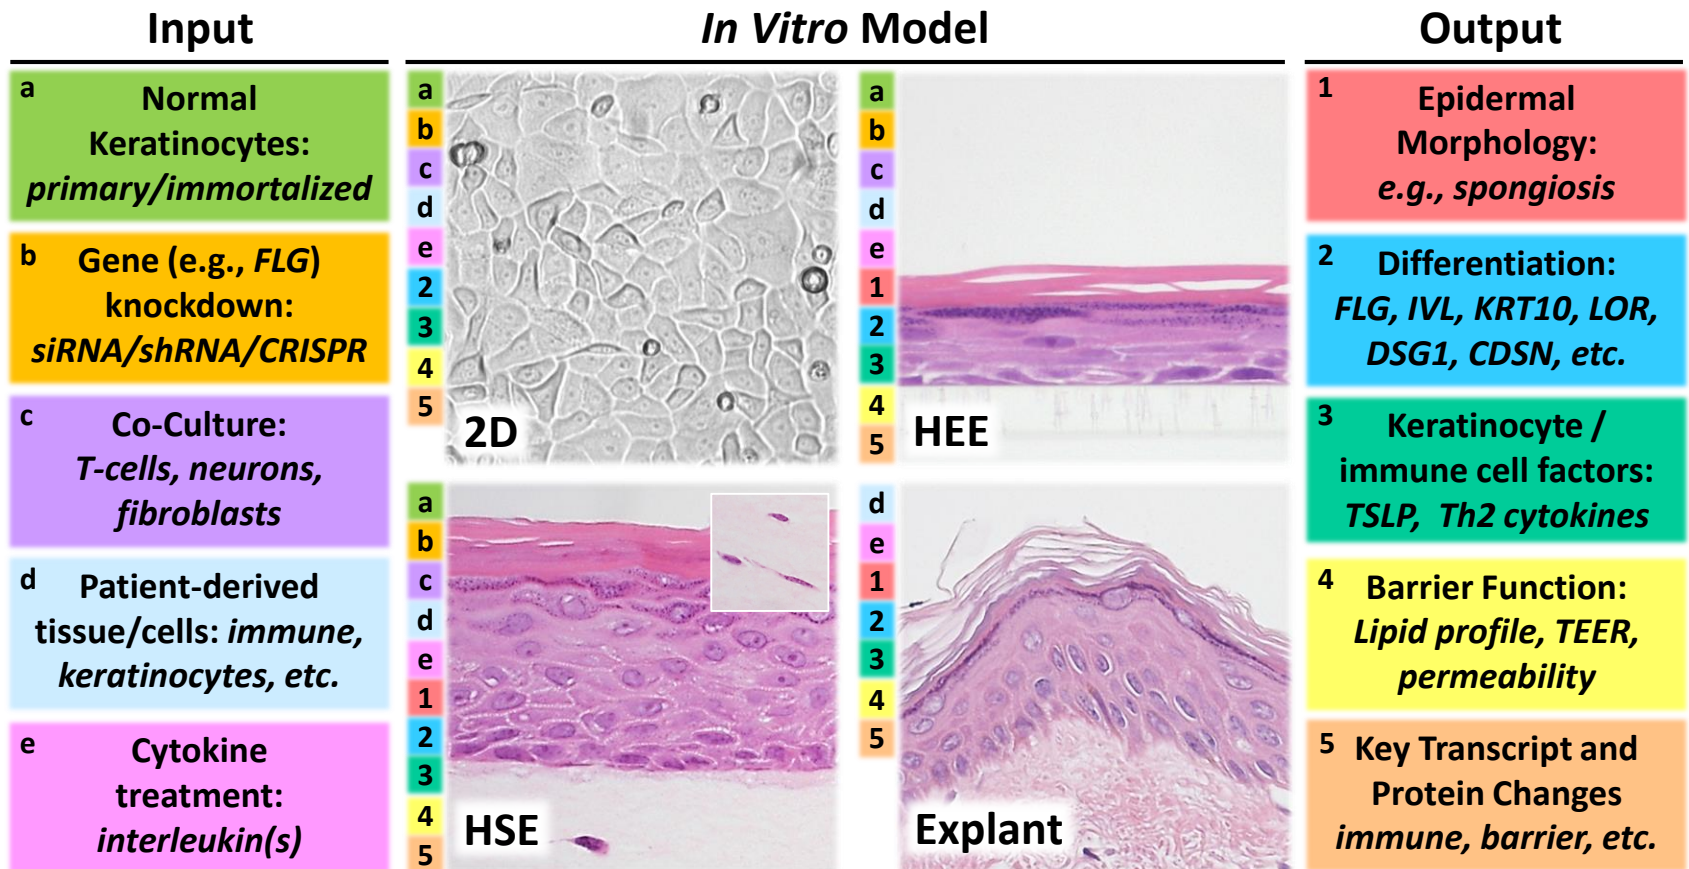 Input
In Vitro Model
Output
a
Normal
Keratinocytes:
primary/immortalized
b
Gene (e.g., FLG)
knockdown:
siRNA/shRNA/CRISPR
c
Co-Culture:
T-cells, neurons,
fibroblasts
d
Patient-derived
tissue/cells: immune,
keratinocytes, etc.
e
Cytokine
treatment:
interleukin(s)
a
b
c
d
e
2
3
4
5
2D
a
b
c
d
e
1
2
3
4
5
HEE
a
b
c
d
e
1
2
3
4
5
HSE
d
e
1
2
3
4
5
Explant
1
Epidermal
Morphology:
e.g., spongiosis
2
Differentiation:
FLG, IVL, KRT10, LOR,
DSG1, CDSN, etc.
3
Keratinocyte /
immune cell factors:
TSLP, Th2 cytokines
4
Barrier Function:
Lipid profile, TEER,
permeability
5
Key Transcript and
Protein Changes
immune, barrier, etc.